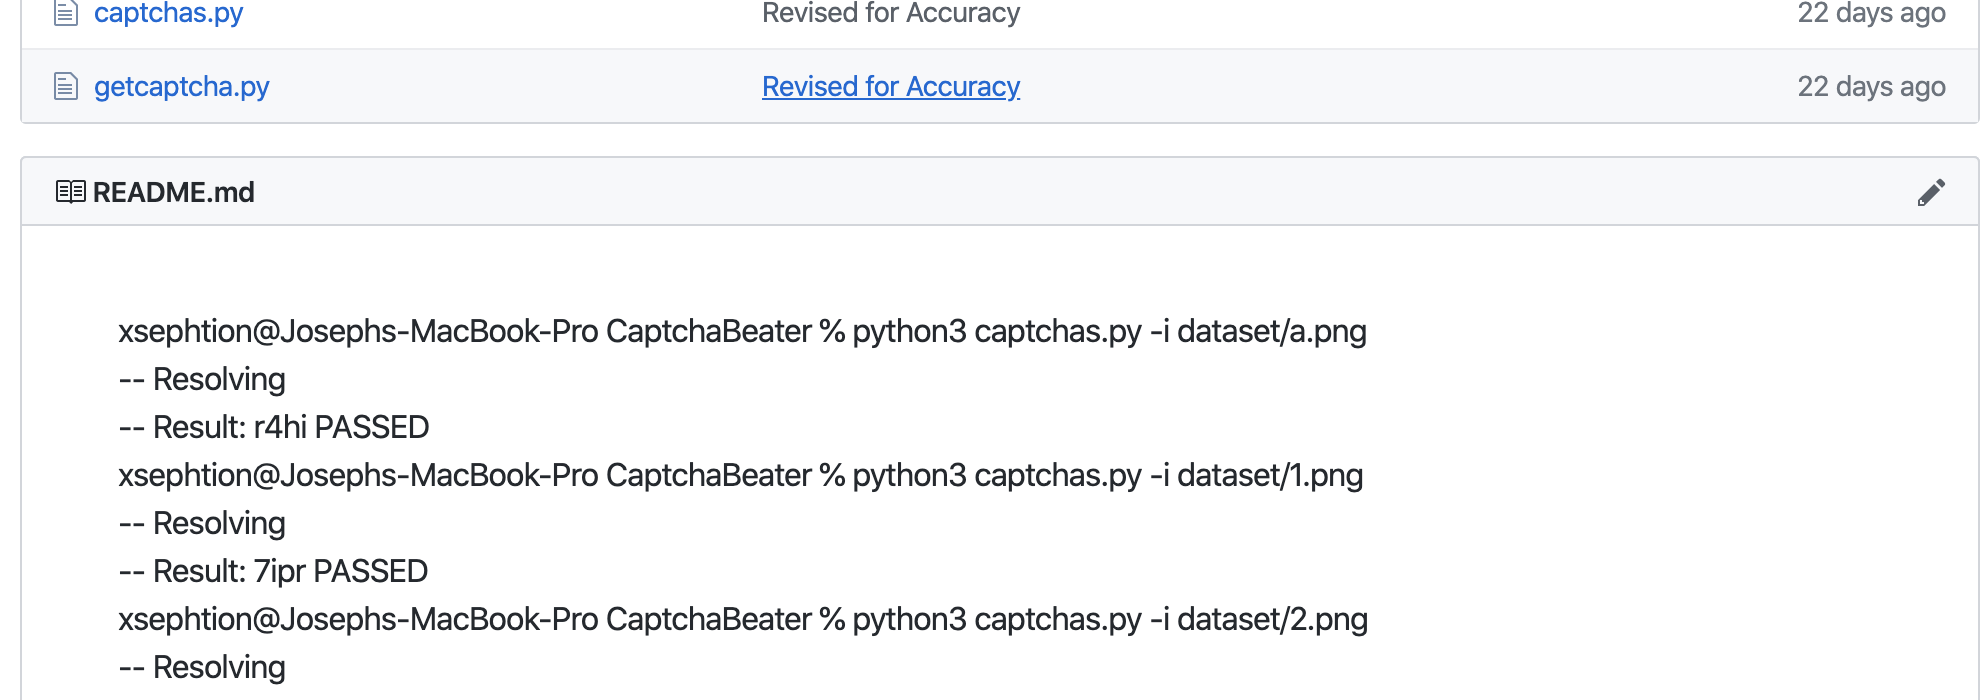 captchas.py Revised for Accuracy 22 days ago
getcaptcha.py Revised for Accuracy 22 days ago
README.md
xsephtion@Josephs-MacBook-Pro CaptchaBeater % python3 captchas.py -i dataset/a.png
-- Resolving
-- Result: r4hi PASSED
xsephtion@Josephs-MacBook-Pro CaptchaBeater % python3 captchas.py -i dataset/1.png
-- Resolving
-- Result: 7ipr PASSED
xsephtion@Josephs-MacBook-Pro CaptchaBeater % python3 captchas.py -i dataset/2.png
-- Resolving